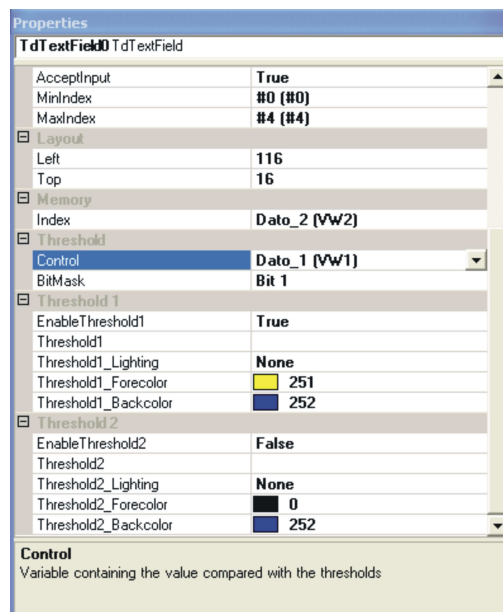 Properties
TdTextField0 TdTextField
AcceptInput True
MinIndex #0 (#0)
MaxIndex #4 (#4)
Layout
Left 116
Top 16
Memory
Index Dato_2 (VW2)
Threshold
Control Dato_1 (VW1)
BitMask Bit 1
Threshold 1
EnableThreshold1 True
Threshold1
Threshold1_Lighting None
Threshold1_Forecolor 251
Threshold1_Backcolor 252
Threshold 2
EnableThreshold2 False
Threshold2
Threshold2_Lighting None
Threshold2_Forecolor 0
Threshold2_Backcolor 252
Control
Variable containing the value compared with the thresholds